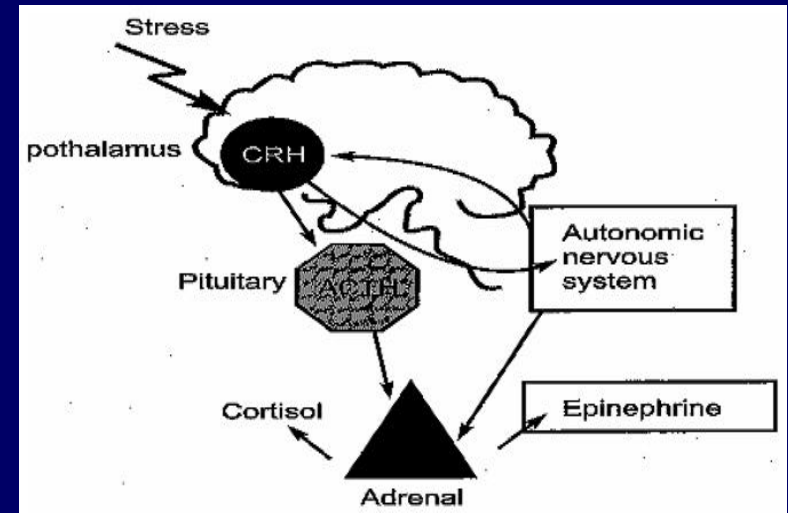 Stress
pothalamus
CRH
Pituitary
ACTH
Autonomic
nervous
system
Cortisol
Epinephrine
Adrenal